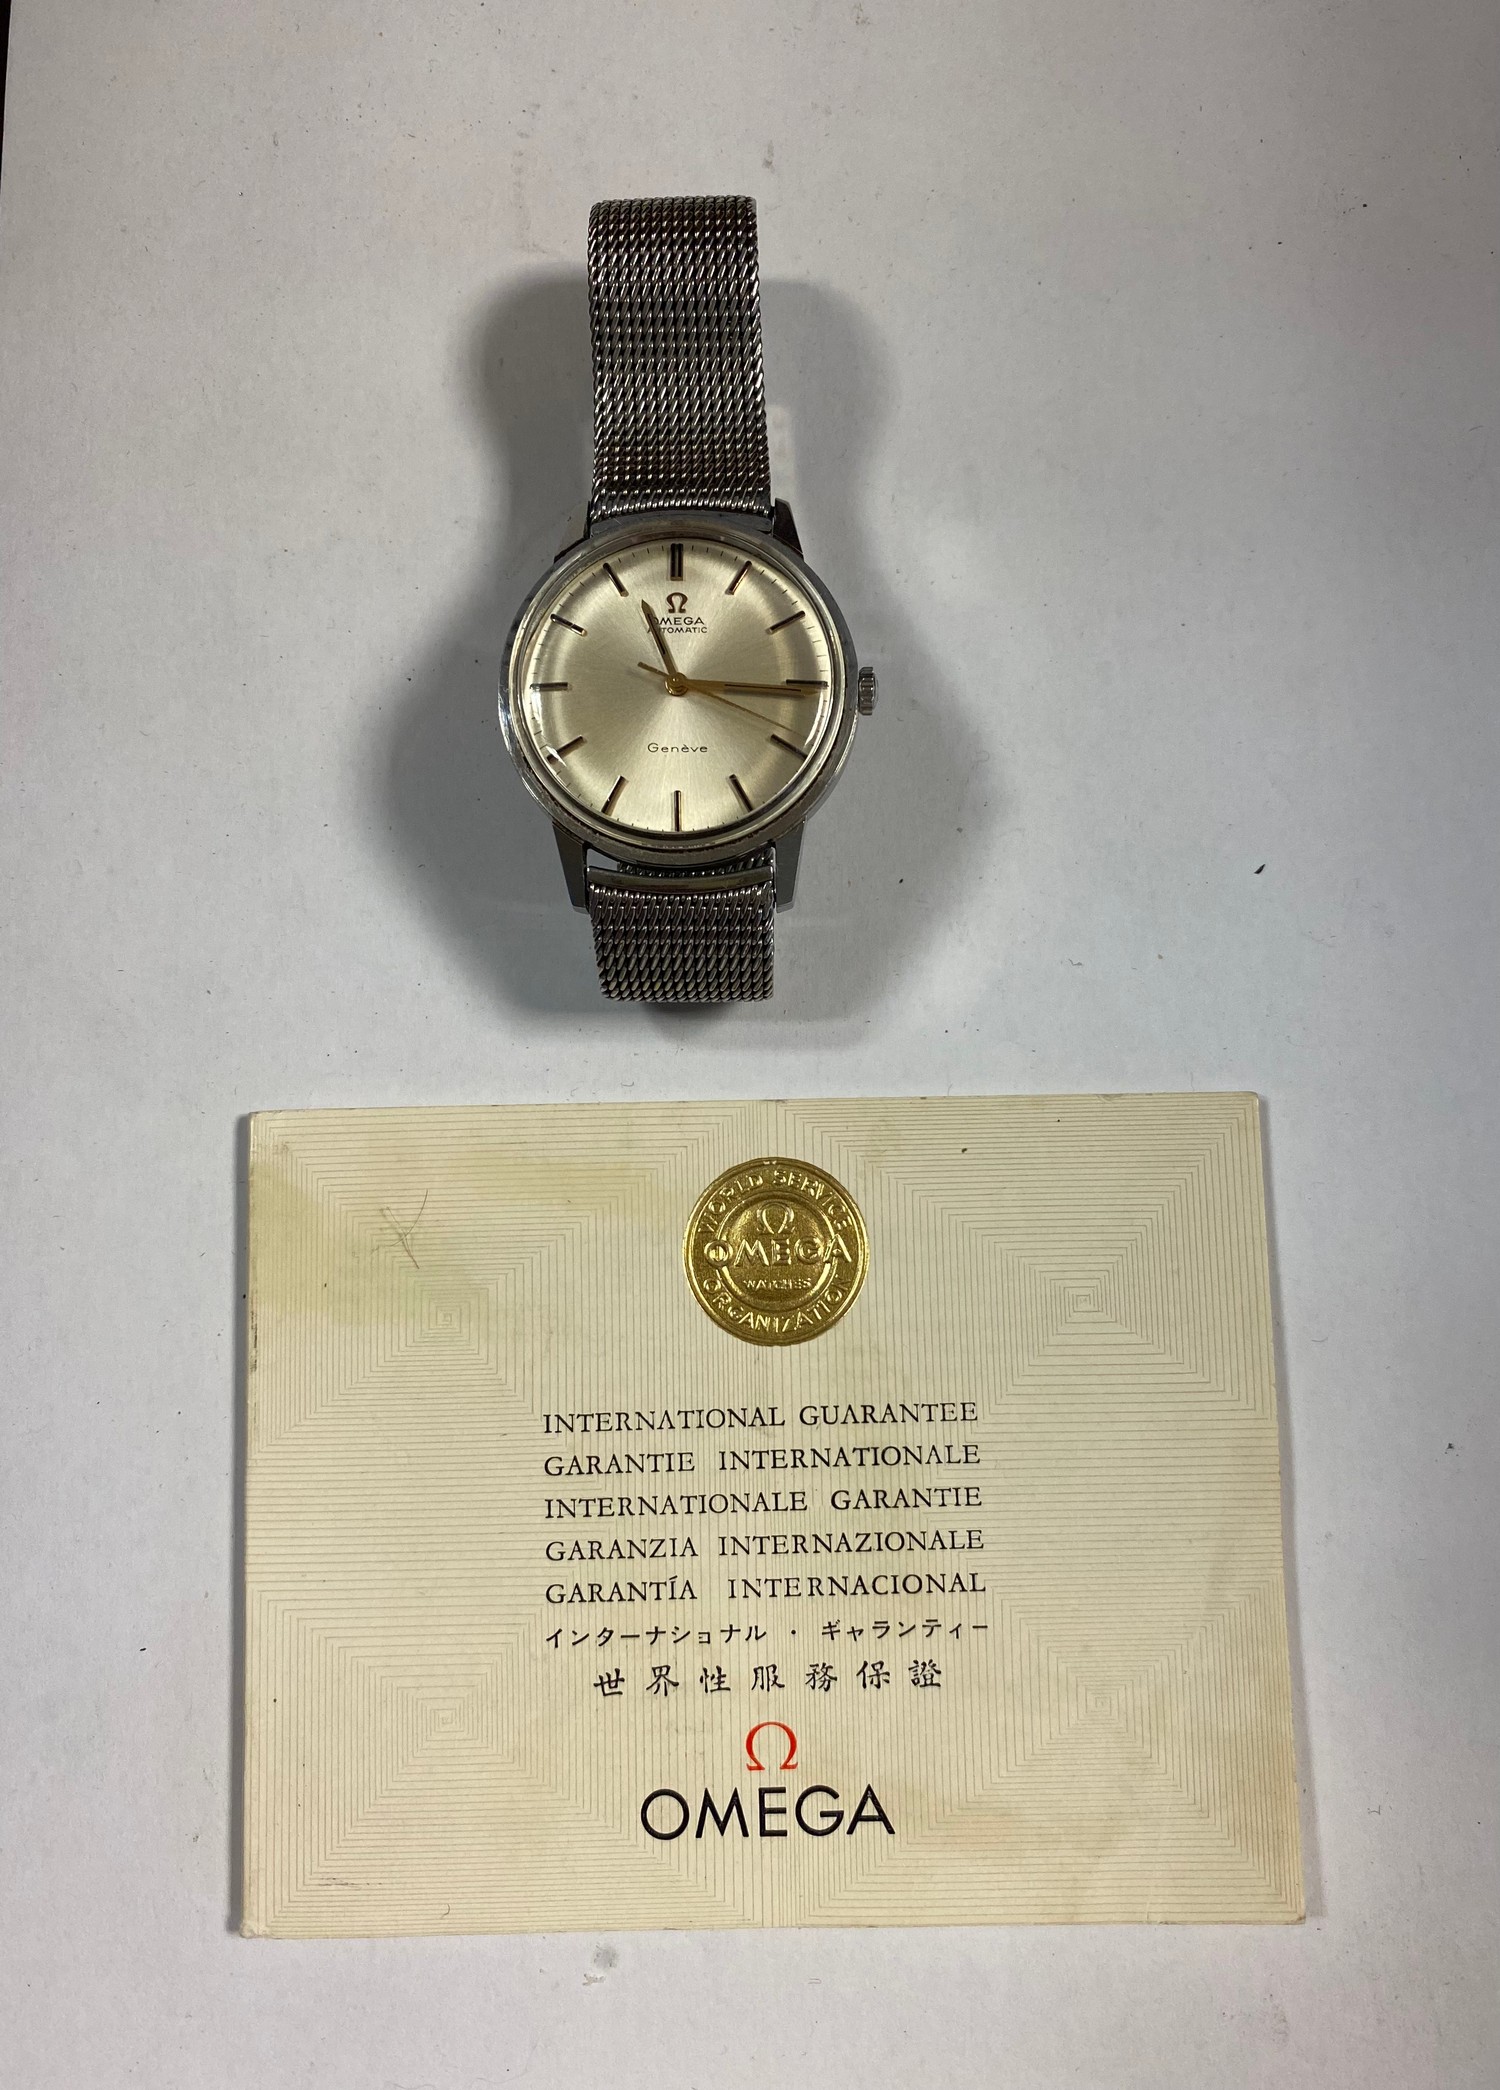 Ω
OMEGA
AUTOMATIC
Genève
WORLD SERVICE
Ω
OMEGA
WATCHES
ORGANIZATION
INTERNATIONAL GUARANTEE
GARANTIE INTERNATIONALE
INTERNATIONALE GARANTIE
GARANZIA INTERNAZIONALE
GARANTÍA INTERNACIONAL
インターナショナル・ギャランティー
世界性服務保證
Ω
OMEGA